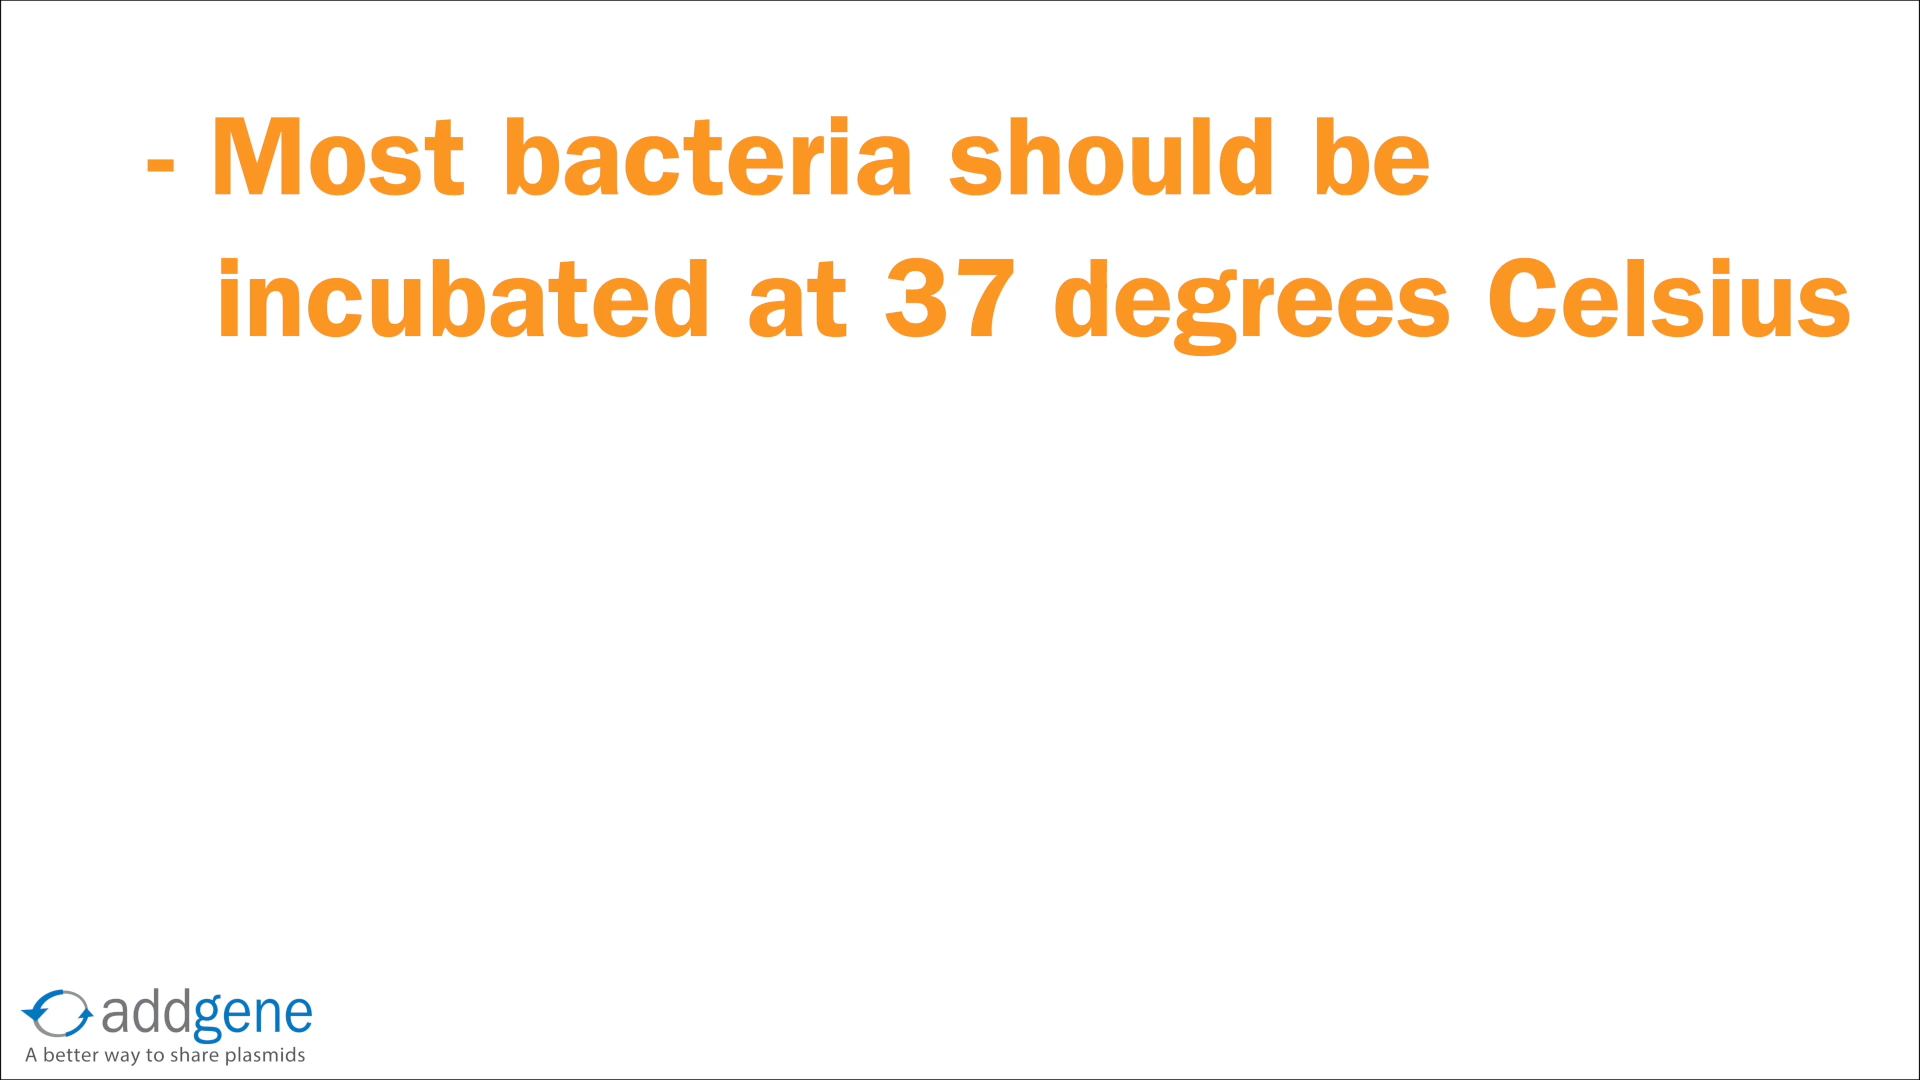 - Most bacteria should be
incubated at 37 degrees Celsius
addgene
A better way to share plasmids